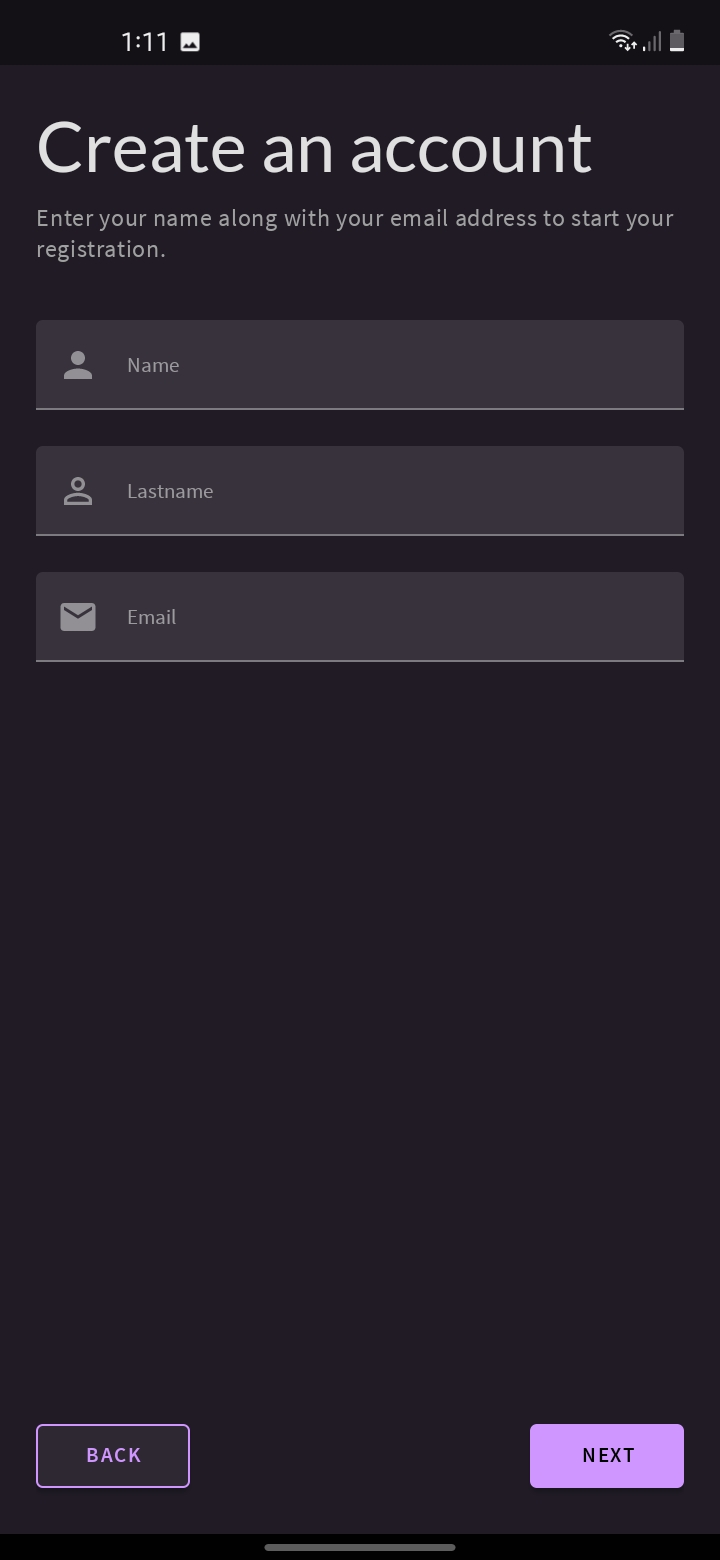 1:11
Create an account
Enter your name along with your email address to start your
registration.
Name
Lastname
Email
BACK
NEXT